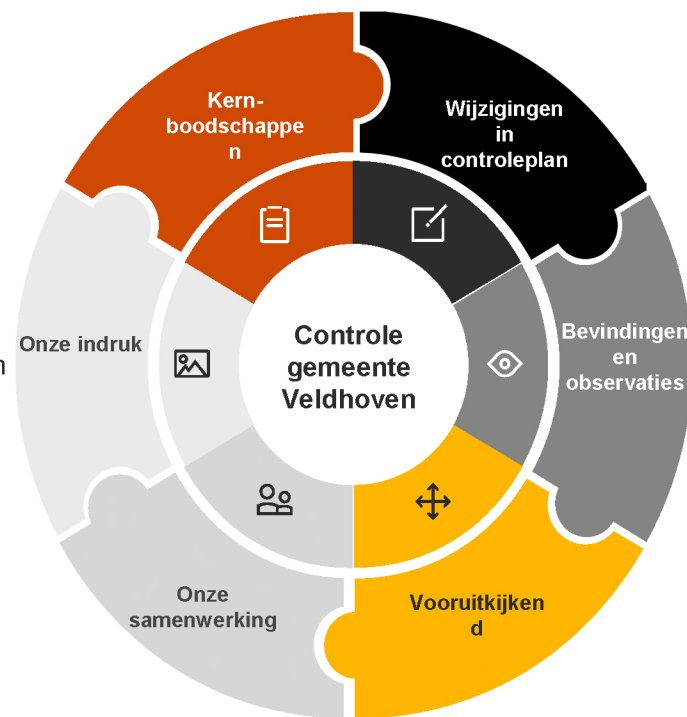 Kern-
boodschappe
n
Wijzigingen
in
controleplan
Onze indruk
n
Controle
gemeente
Veldhoven
Bevindingen
en
observaties
Onze
samenwerking
Vooruitkijken
d